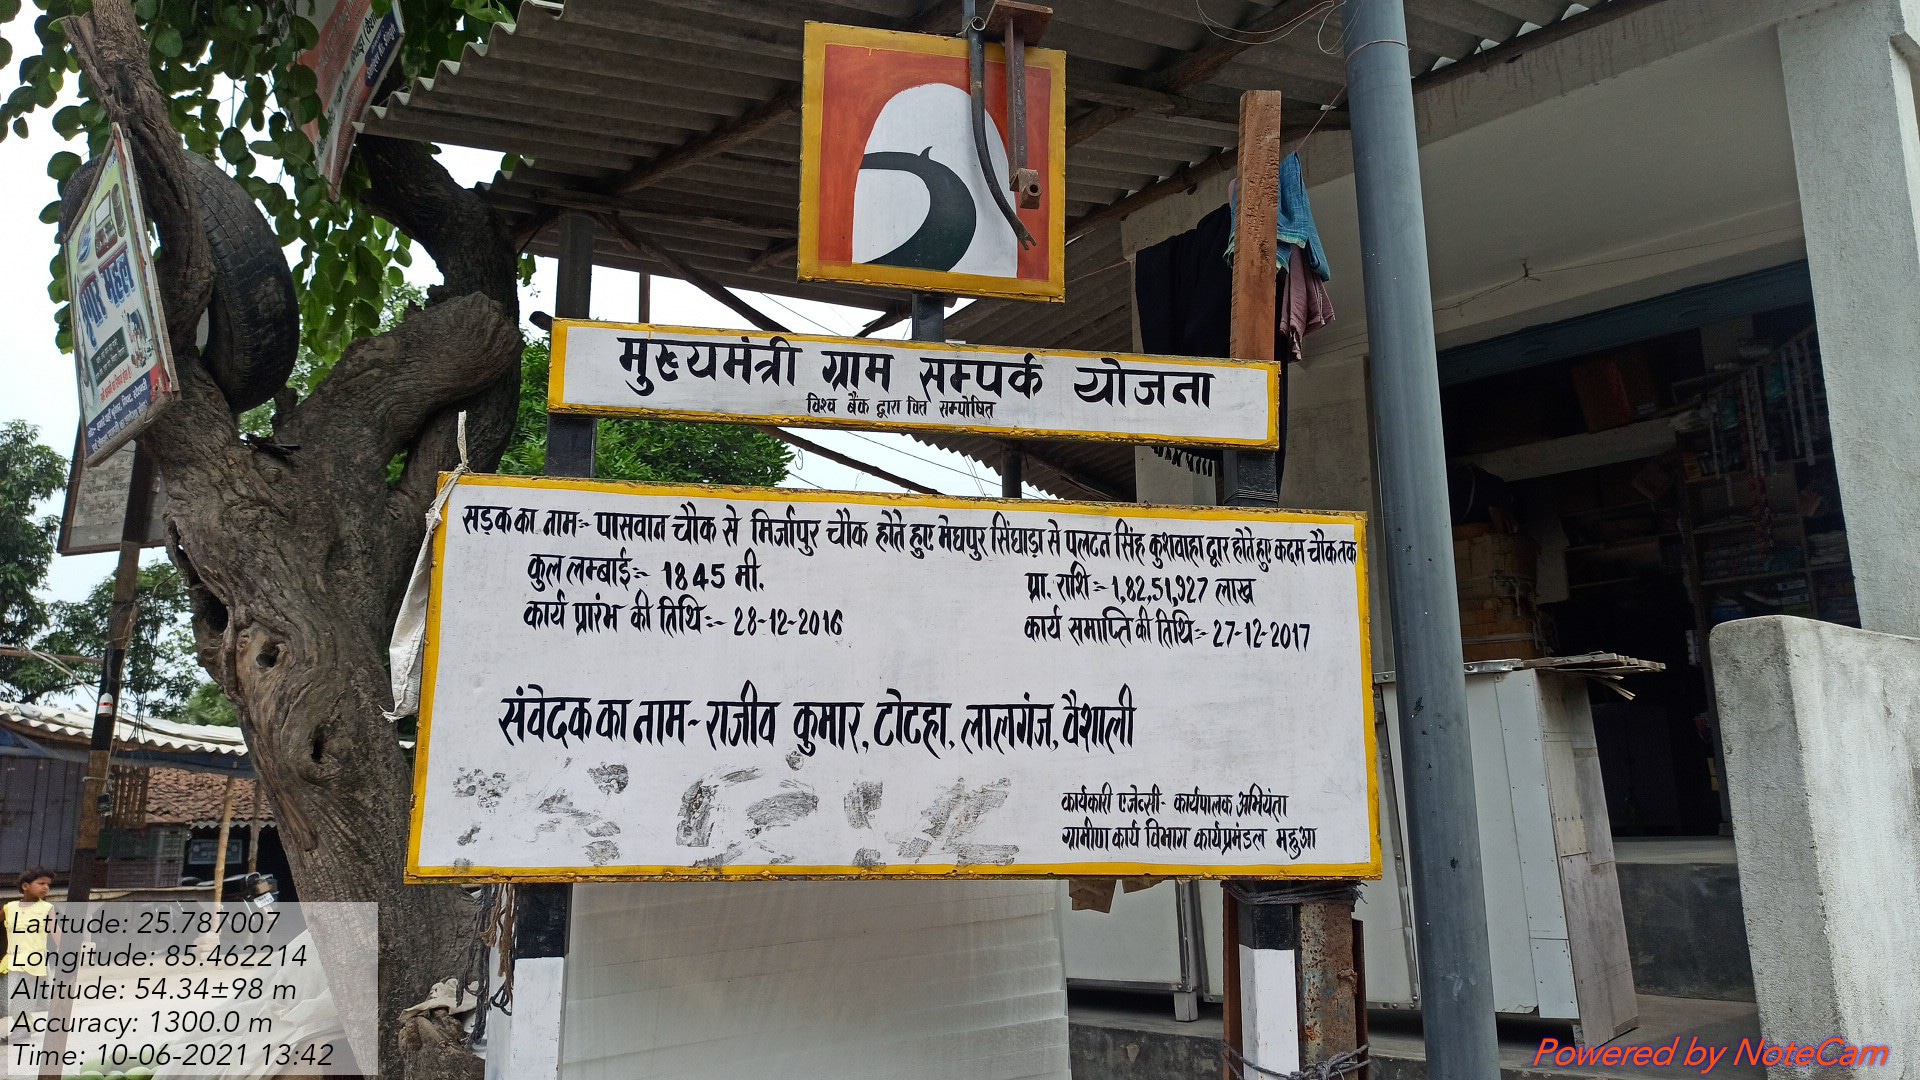 मुख्यमंत्री ग्राम सम्पर्क योजना
विश्व बैंक द्वारा वित्त सम्पोषित
सड़क का नाम:- पासवान चौक से मिर्जापुर चौक होते हुए मेघपुर सिंघाड़ा से पलटन सिंह कुशवाहा द्वार होते हुए कदम चौक तक
कुल लम्बाई:- 1845 मी.
प्रा. राशि:- 1,82,51,927 लाख
कार्य प्रारंभ की तिथि:- 28-12-2016
कार्य समाप्ति की तिथि:- 27-12-2017
संवेदक का नाम- राजीव कुमार, टोटहा, लालगंज, वैशाली
कार्यकारी एजेन्सी- कार्यपालक अभियंता
ग्रामीण कार्य विभाग कार्यप्रमंडल महुआ
महल
Latitude: 25.787007
Longitude: 85.462214
Altitude: 54.34±98 m
Accuracy: 1300.0 m
Time: 10-06-2021 13:42
Powered by NoteCam